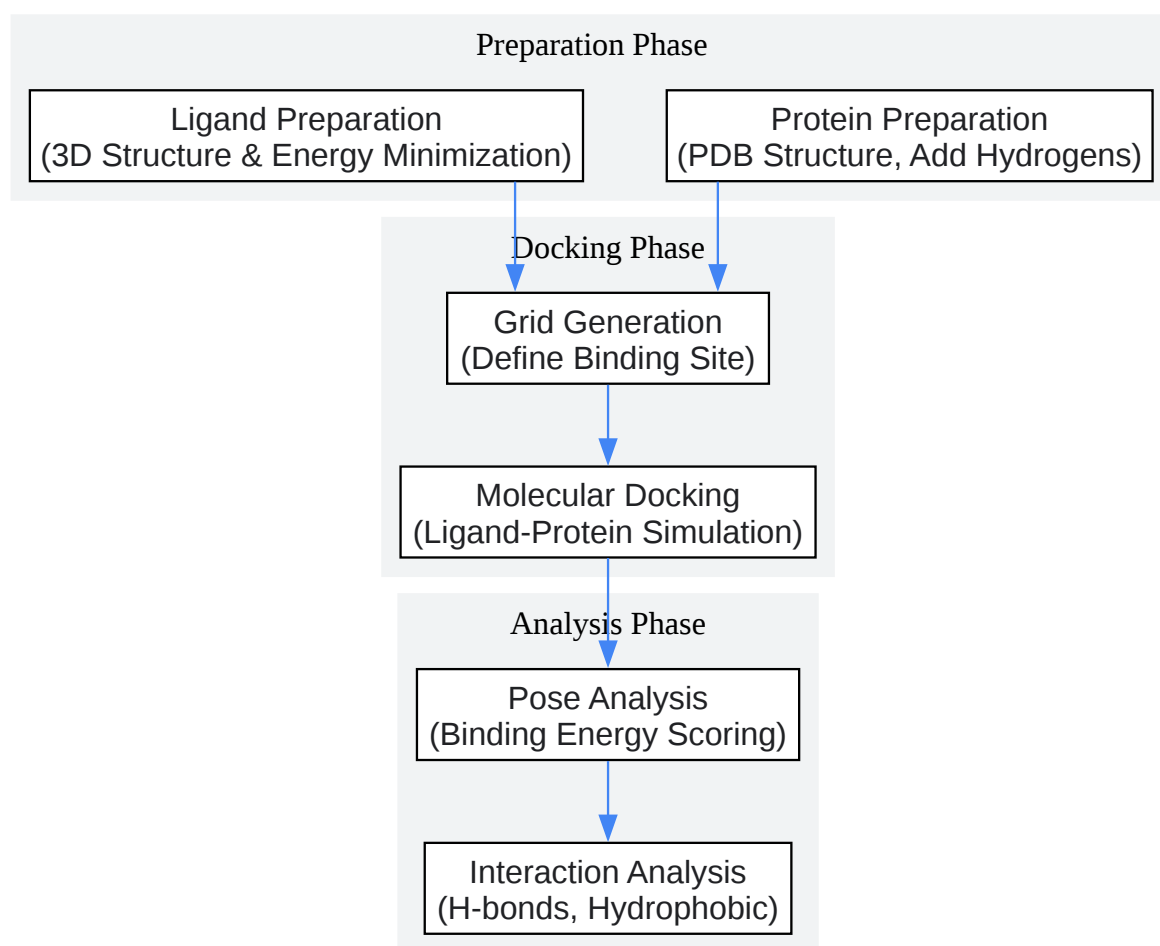 Preparation Phase
Ligand Preparation
(3D Structure & Energy Minimization)
Protein Preparation
(PDB Structure, Add Hydrogens)
Docking Phase
Grid Generation
(Define Binding Site)
Molecular Docking
(Ligand-Protein Simulation)
Analysis Phase
Pose Analysis
(Binding Energy Scoring)
Interaction Analysis
(H-bonds, Hydrophobic)